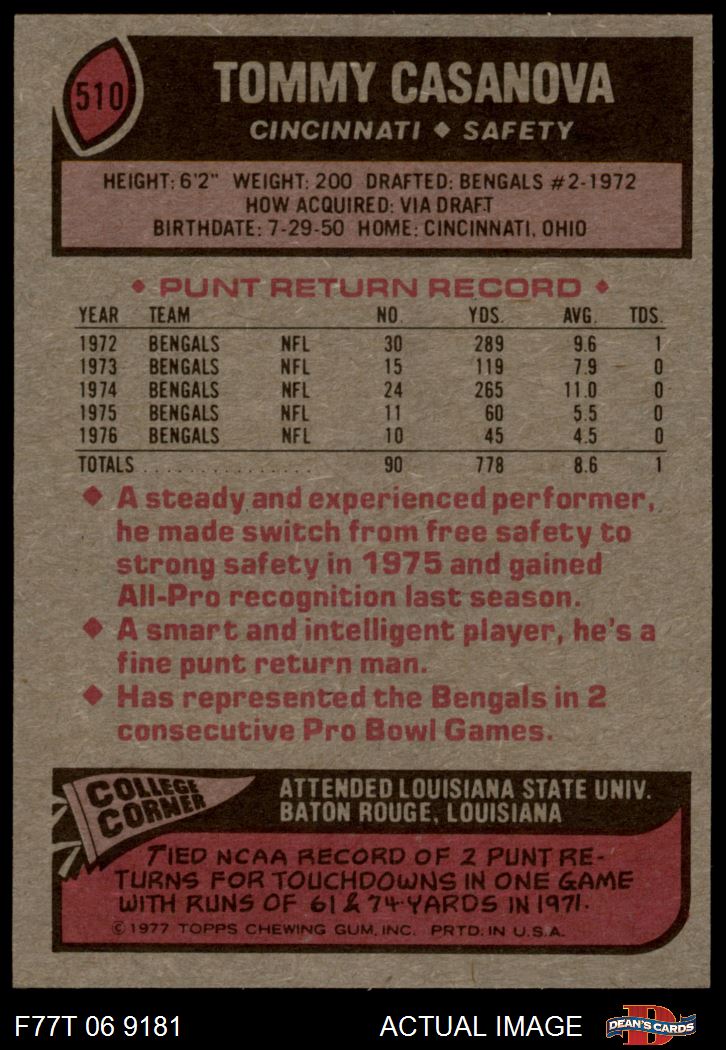 510
TOMMY CASANOVA
CINCINNATI ◆ SAFETY
HEIGHT: 6'2" WEIGHT: 200 DRAFTED: BENGALS #2-1972
HOW ACQUIRED: VIA DRAFT
BIRTHDATE: 7-29-50 HOME: CINCINNATI, OHIO
◆ PUNT RETURN RECORD ◆
YEAR TEAM NO. YDS. AVG. TDS.
1972 BENGALS NFL 30 289 9.6 1
1973 BENGALS NFL 15 119 7.9 0
1974 BENGALS NFL 24 265 11.0 0
1975 BENGALS NFL 11 60 5.5 0
1976 BENGALS NFL 10 45 4.5 0
TOTALS . . . . . . . . . . . . . . . . 90 778 8.6 1
◆ A steady and experienced performer,
he made switch from free safety to
strong safety in 1975 and gained
All-Pro recognition last season.
◆ A smart and intelligent player, he's a
fine punt return man.
◆ Has represented the Bengals in 2
consecutive Pro Bowl Games.
COLLEGE
CORNER
ATTENDED LOUISIANA STATE UNIV.
BATON ROUGE, LOUISIANA
TIED NCAA RECORD OF 2 PUNT RE-
TURNS FOR TOUCHDOWNS IN ONE GAME
WITH RUNS OF 61 & 74-YARDS IN 1971.
© 1977 TOPPS CHEWING GUM, INC. PRTD. IN U.S.A.
F77T 06 9181 ACTUAL IMAGE
D
DEAN'S CARDS